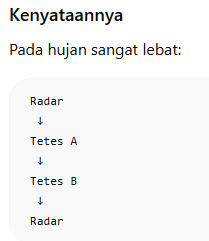 Kenyataannya
Pada hujan sangat lebat:
Radar
↓
Tetes A
↓
Tetes B
↓
Radar